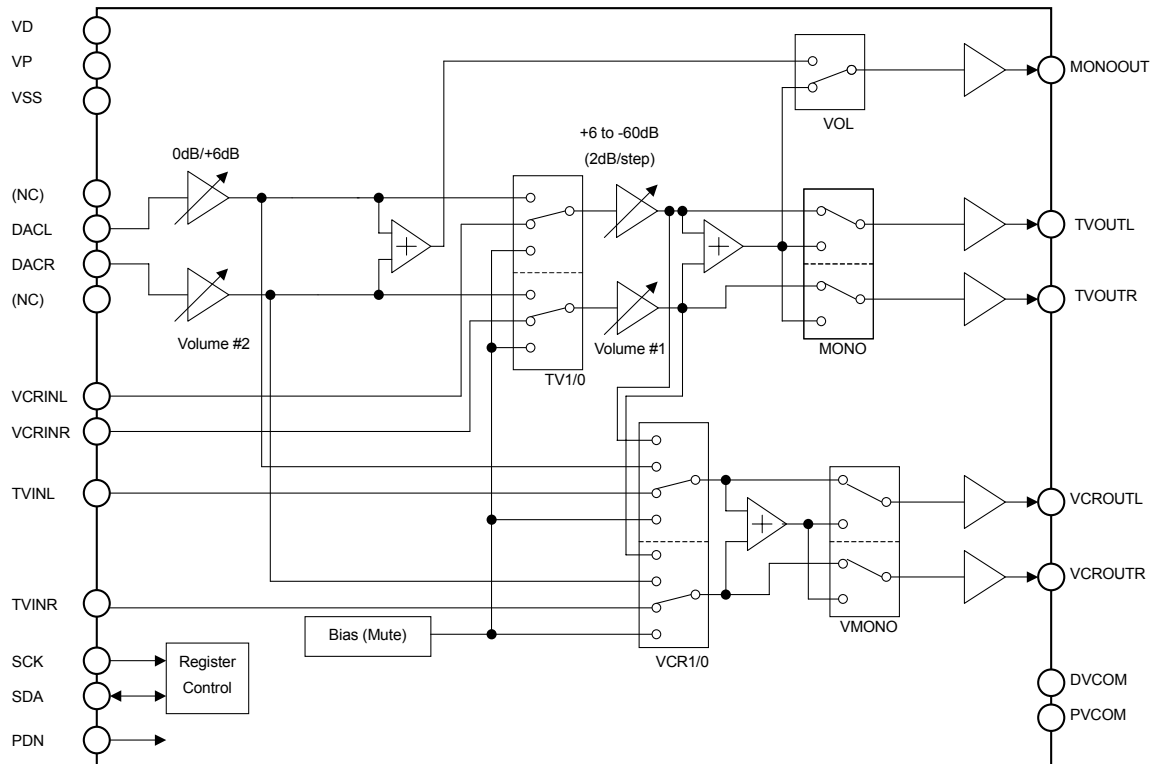 VD
VP
VSS
(NC)
DACL
DACR
(NC)
VCRINL
VCRINR
TVINL
TVINR
SCK
SDA
PDN
0dB/+6dB
Volume #2
+
TV1/0
+6 to -60dB
(2dB/step)
Volume #1
+
VOL
MONO
Bias (Mute)
VCR1/0
+
VMONO
Register
Control
MONOOUT
TVOUTL
TVOUTR
VCROUTL
VCROUTR
DVCOM
PVCOM